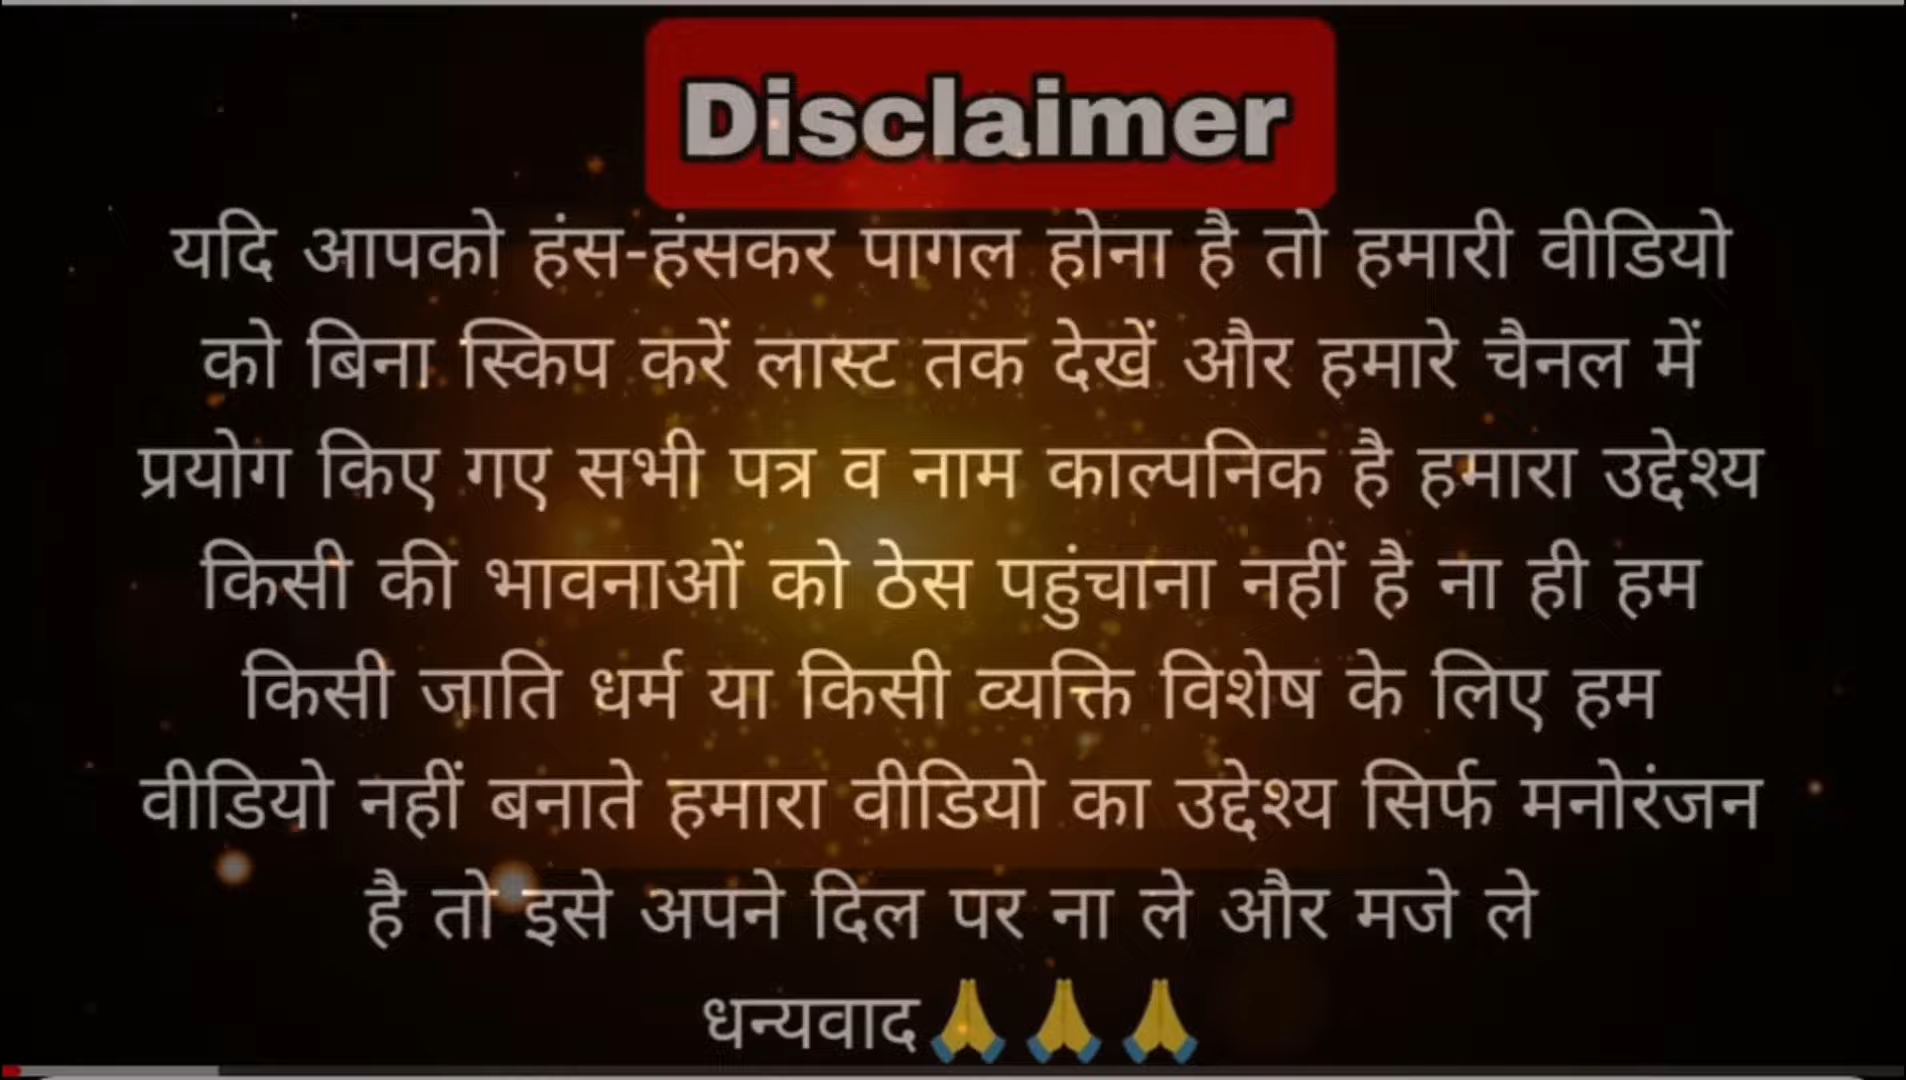 Disclaimer
यदि आपको हंस-हंसकर पागल होना है तो हमारी वीडियो
को बिना स्किप करें लास्ट तक देखें और हमारे चैनल में
प्रयोग किए गए सभी पत्र व नाम काल्पनिक है हमारा उद्देश्य
किसी की भावनाओं को ठेस पहुंचाना नहीं है ना ही हम
किसी जाति धर्म या किसी व्यक्ति विशेष के लिए हम
वीडियो नहीं बनाते हमारा वीडियो का उद्देश्य सिर्फ मनोरंजन
है तो इसे अपने दिल पर ना ले और मजे ले
धन्यवाद🙏🙏🙏